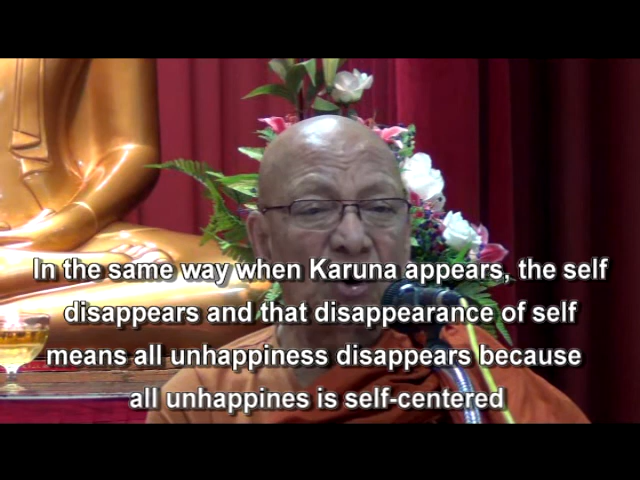 In the same way when Karuna appears, the self
disappears and that disappearance of self
means all unhappiness disappears because
all unhappines is self-centered